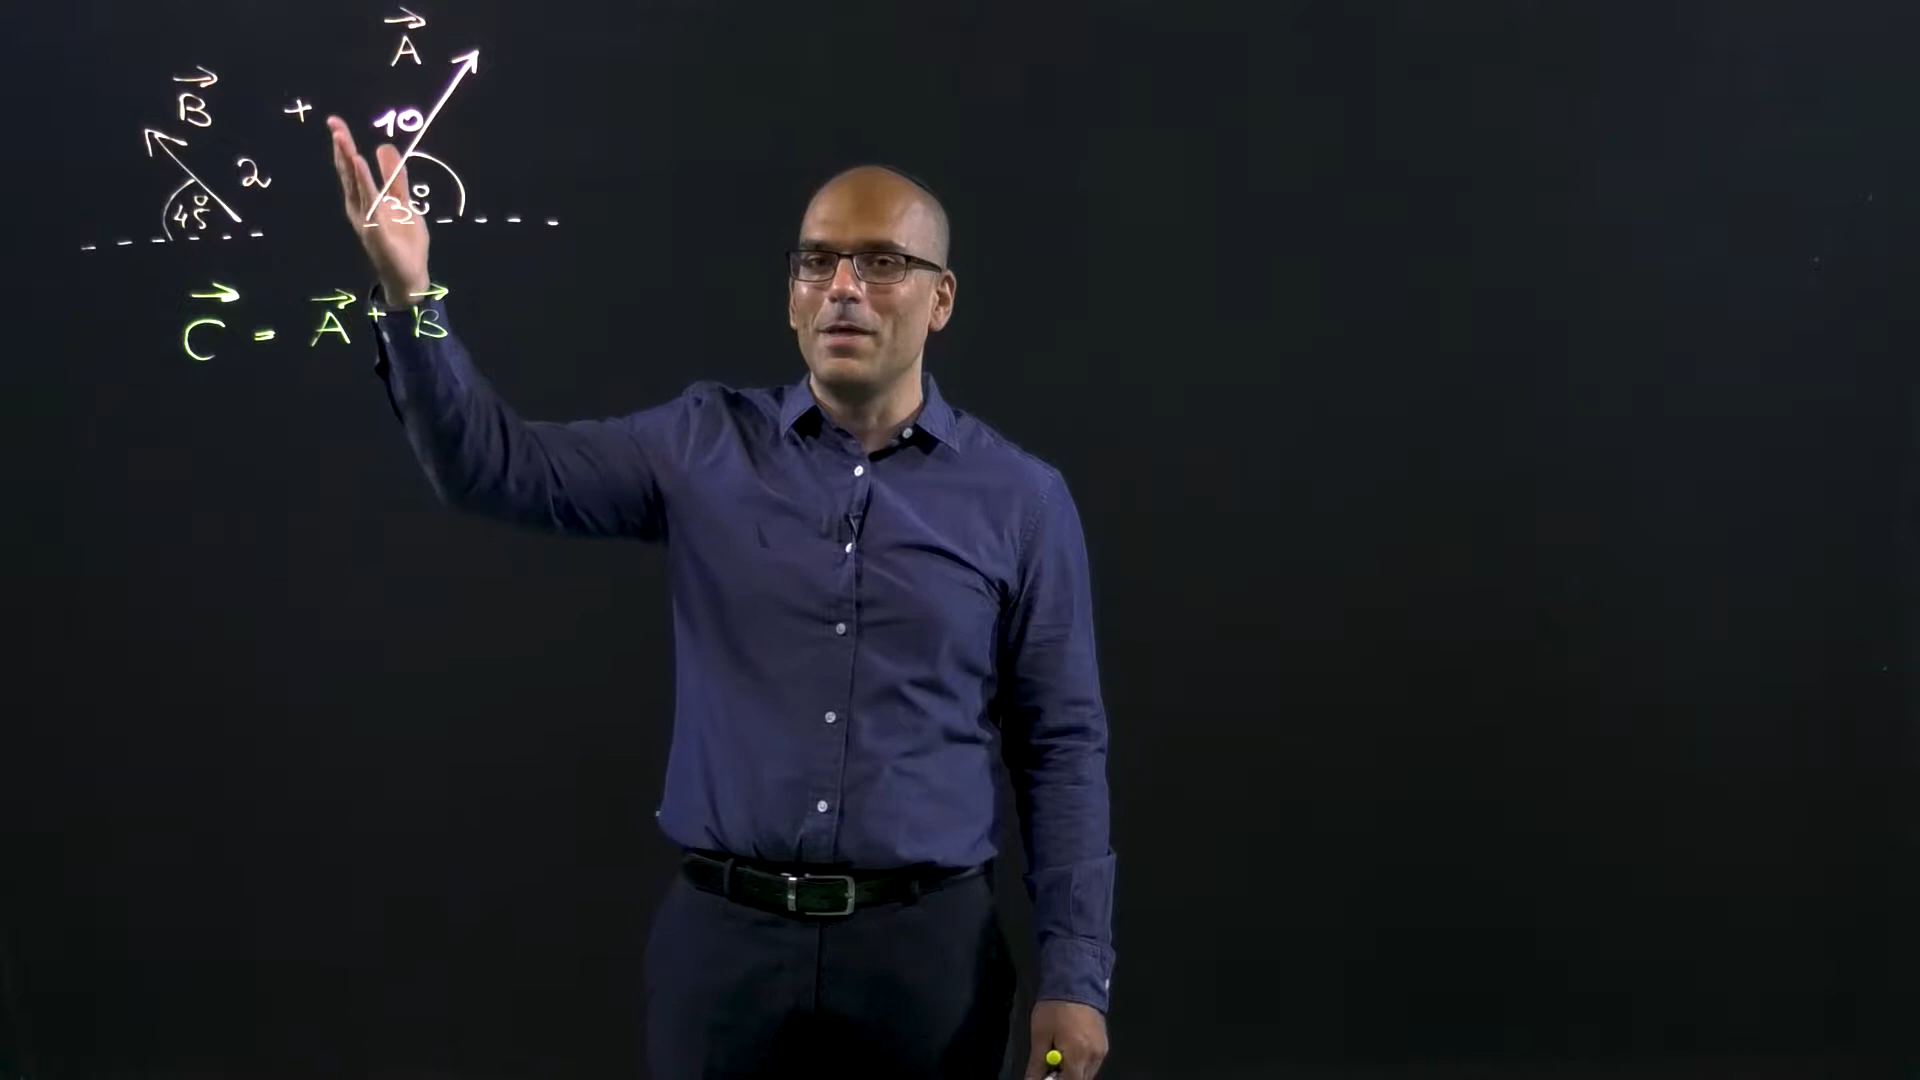 B⃗ + A⃗
2 10
45° 30°
C⃗ = A⃗ + B⃗